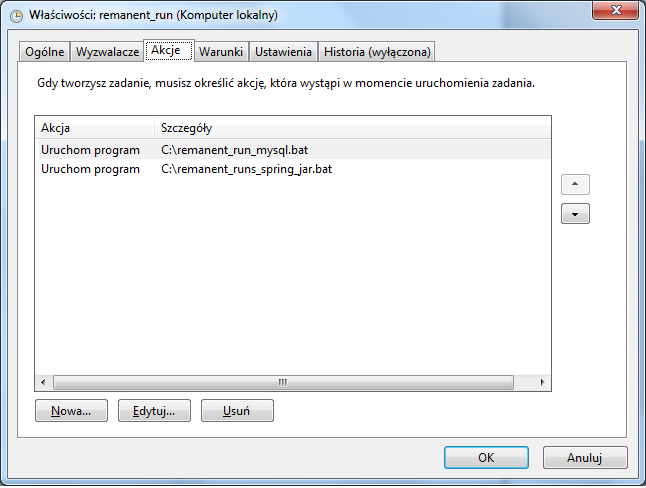 Właściwości: remanent_run (Komputer lokalny)
Ogólne Wyzwalacze Akcje Warunki Ustawienia Historia (wyłączona)
Gdy tworzysz zadanie, musisz określić akcję, która wystąpi w momencie uruchomienia zadania.
Akcja Szczegóły
Uruchom program C:\remanent_run_mysql.bat
Uruchom program C:\remanent_runs_spring_jar.bat
Nowa... Edytuj... Usuń
OK Anuluj